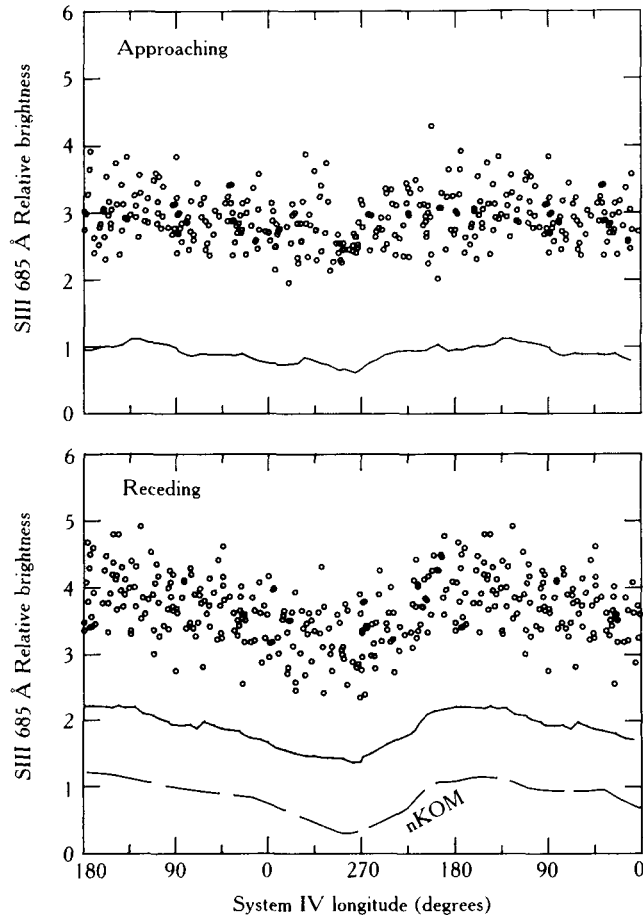 6
Approaching
5
4
3
2
1
0
SIII 685 Å Relative brightness
6
Receding
5
4
3
2
1
0
SIII 685 Å Relative brightness
nKOM
180 90 0 270 180 90 0
System IV longitude (degrees)